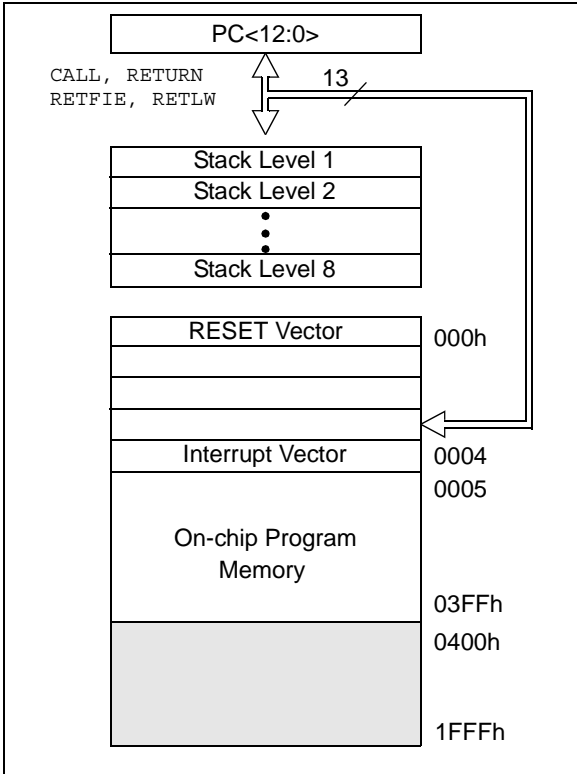 PC<12:0>
CALL, RETURN
RETFIE, RETLW
13
Stack Level 1
Stack Level 2
Stack Level 8
RESET Vector
000h
Interrupt Vector
0004
0005
On-chip Program
Memory
03FFh
0400h
1FFFh